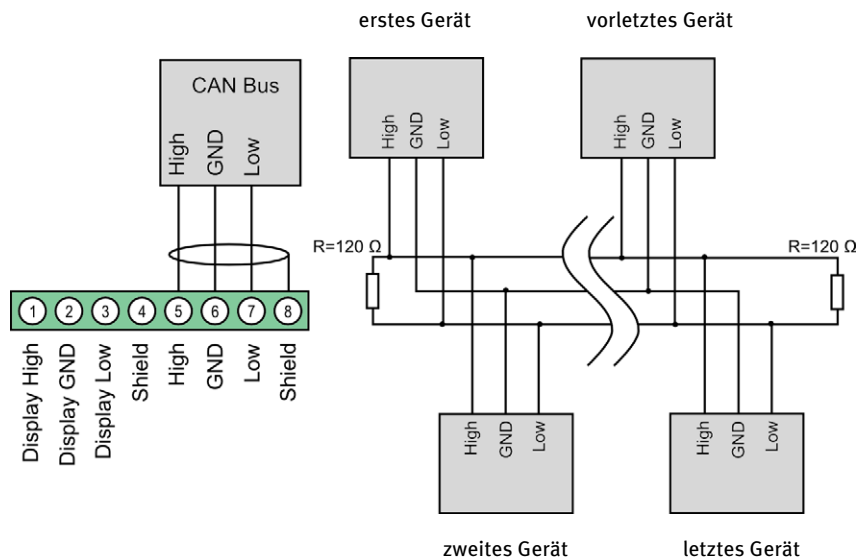 erstes Gerät
vorletztes Gerät
CAN Bus
High
GND
Low
High
GND
Low
High
GND
Low
R=120 Ω
R=120 Ω
1 2 3 4 5 6 7 8
Display High
Display GND
Display Low
Shield
High
GND
Low
Shield
High
GND
Low
High
GND
Low
zweites Gerät
letztes Gerät